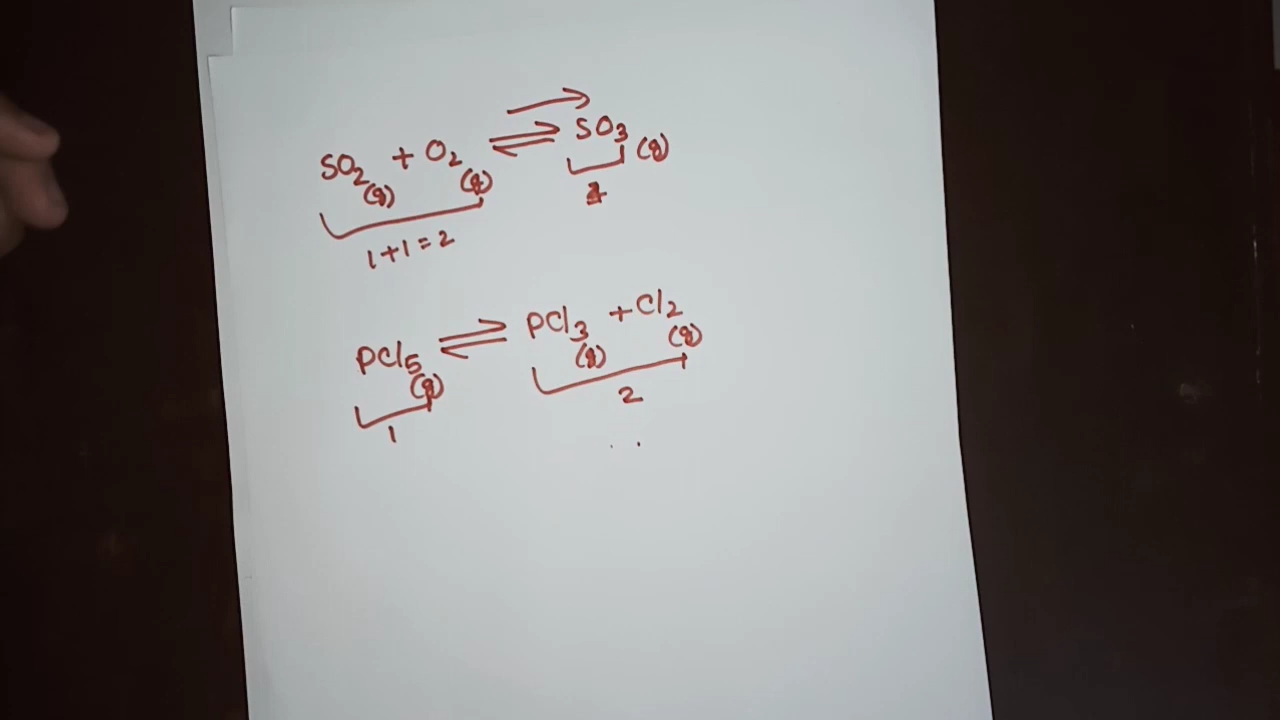 SO2(g) + O2(g) ⇌ SO3(g)
1+1=2
PCl5(g) ⇌ PCl3(g) + Cl2(g)
1 2